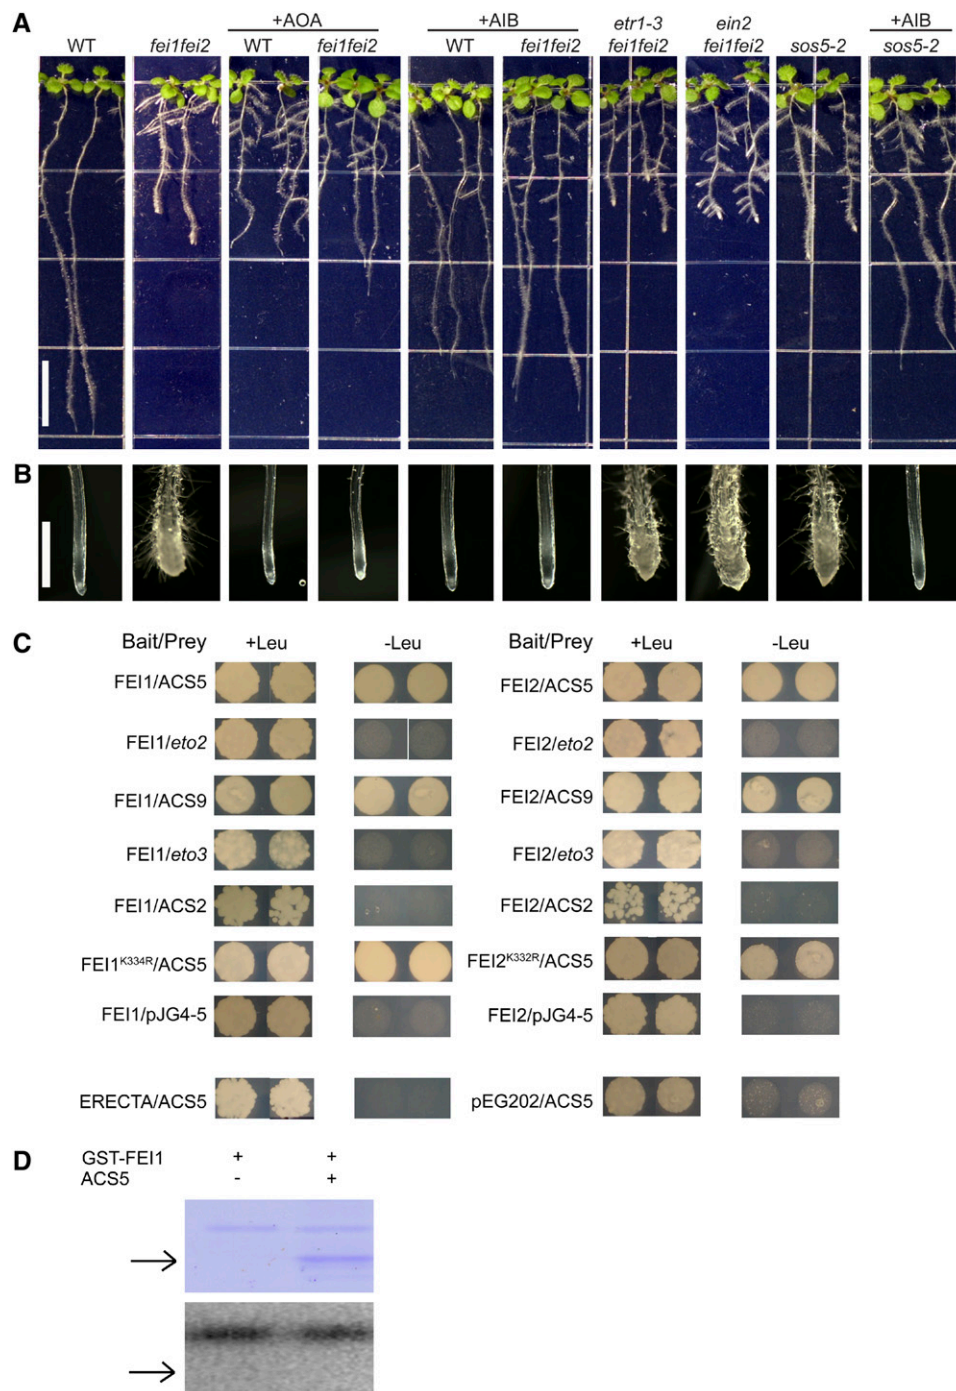 A
WT
fei1fei2
+AOA
WT
fei1fei2
+AIB
WT
fei1fei2
etr1-3
fei1fei2
ein2
fei1fei2
sos5-2
+AIB
sos5-2
B
C
Bait/Prey +Leu -Leu
FEI1/ACS5
FEI1/eto2
FEI1/ACS9
FEI1/eto3
FEI1/ACS2
FEI1K334R/ACS5
FEI1/pJG4-5
ERECTA/ACS5
Bait/Prey +Leu -Leu
FEI2/ACS5
FEI2/eto2
FEI2/ACS9
FEI2/eto3
FEI2/ACS2
FEI2K332R/ACS5
FEI2/pJG4-5
pEG202/ACS5
D
GST-FEI1 + +
ACS5 - +